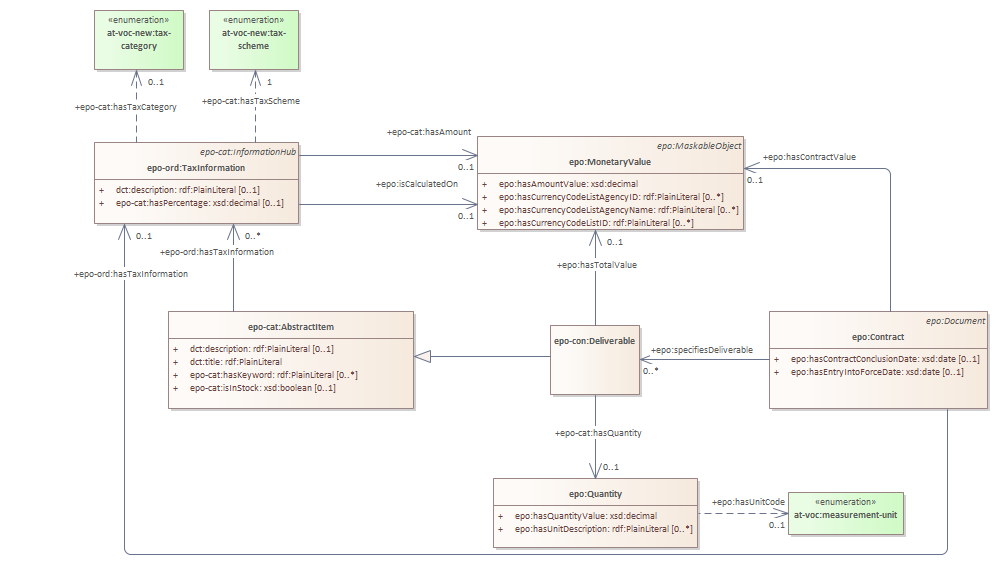 «enumeration»
at-voc-new:tax-
category
«enumeration»
at-voc-new:tax-
scheme
0..1
1
+epo-cat:hasTaxCategory
+epo-cat:hasTaxScheme
epo-cat:InformationHub
epo-ord:TaxInformation
+ dct:description: rdf:PlainLiteral [0..1]
+ epo-cat:hasPercentage: xsd:decimal [0..1]
+epo-cat:hasAmount
0..1
+epo:isCalculatedOn
0..1
epo:MaskableObject
epo:MonetaryValue
+ epo:hasAmountValue: xsd:decimal
+ epo:hasCurrencyCodeListAgencyID: rdf:PlainLiteral [0..*]
+ epo:hasCurrencyCodeListAgencyName: rdf:PlainLiteral [0..*]
+ epo:hasCurrencyCodeListID: rdf:PlainLiteral [0..*]
+epo:hasContractValue
0..1
0..1
0..*
+epo-ord:hasTaxInformation
+epo-ord:hasTaxInformation
0..1
+epo:hasTotalValue
epo-cat:AbstractItem
+ dct:description: rdf:PlainLiteral [0..1]
+ dct:title: rdf:PlainLiteral
+ epo-cat:hasKeyword: rdf:PlainLiteral [0..*]
+ epo-cat:isInStock: xsd:boolean [0..1]
epo-con:Deliverable
+epo:specifiesDeliverable
0..*
epo:Document
epo:Contract
+ epo:hasContractConclusionDate: xsd:date [0..1]
+ epo:hasEntryIntoForceDate: xsd:date [0..1]
+epo-cat:hasQuantity
0..1
epo:Quantity
+ epo:hasQuantityValue: xsd:decimal
+ epo:hasUnitDescription: rdf:PlainLiteral [0..*]
+epo:hasUnitCode
0..1
«enumeration»
at-voc:measurement-unit